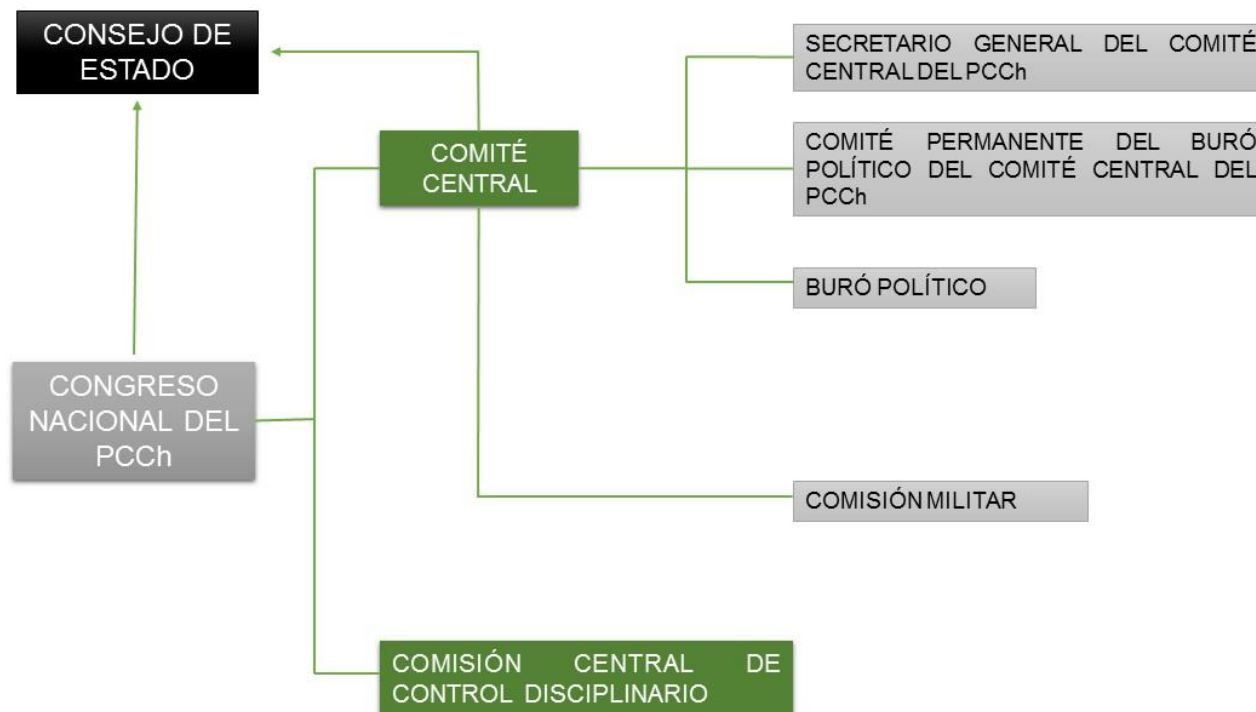 CONSEJO DE
ESTADO
SECRETARIO GENERAL DEL COMITÉ
CENTRAL DEL PCCh
COMITÉ
CENTRAL
COMITÉ PERMANENTE DEL BURÓ
POLÍTICO DEL COMITÉ CENTRAL DEL
PCCh
BURÓ POLÍTICO
CONGRESO
NACIONAL DEL
PCCh
COMISIÓN MILITAR
COMISIÓN CENTRAL DE
CONTROL DISCIPLINARIO